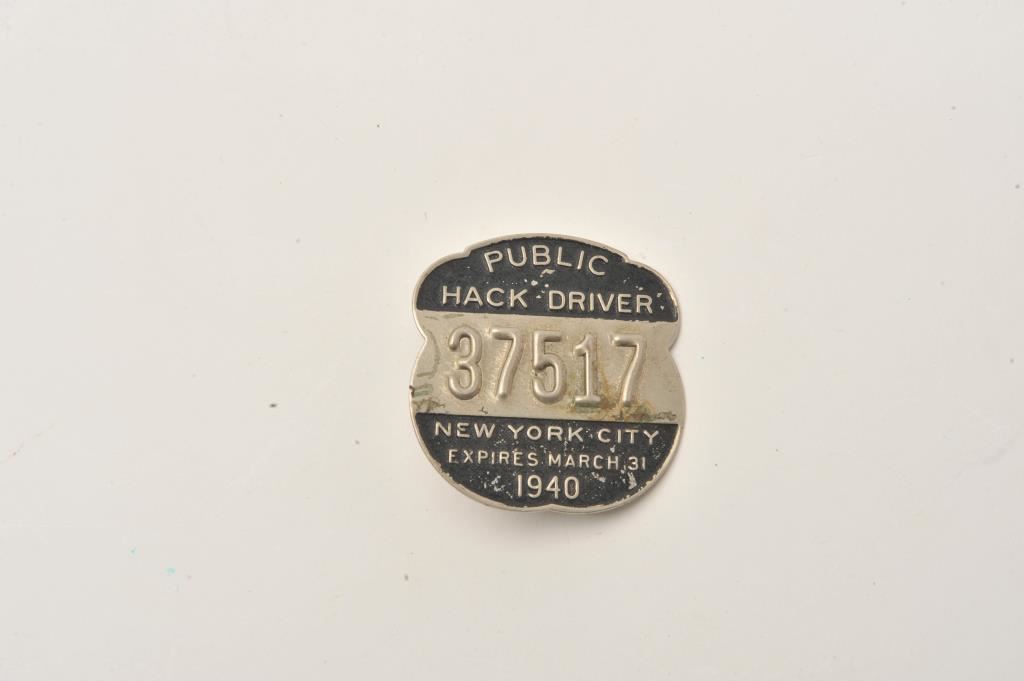 PUBLIC
HACK DRIVER
37517
NEW YORK CITY
EXPIRES MARCH 31
1940